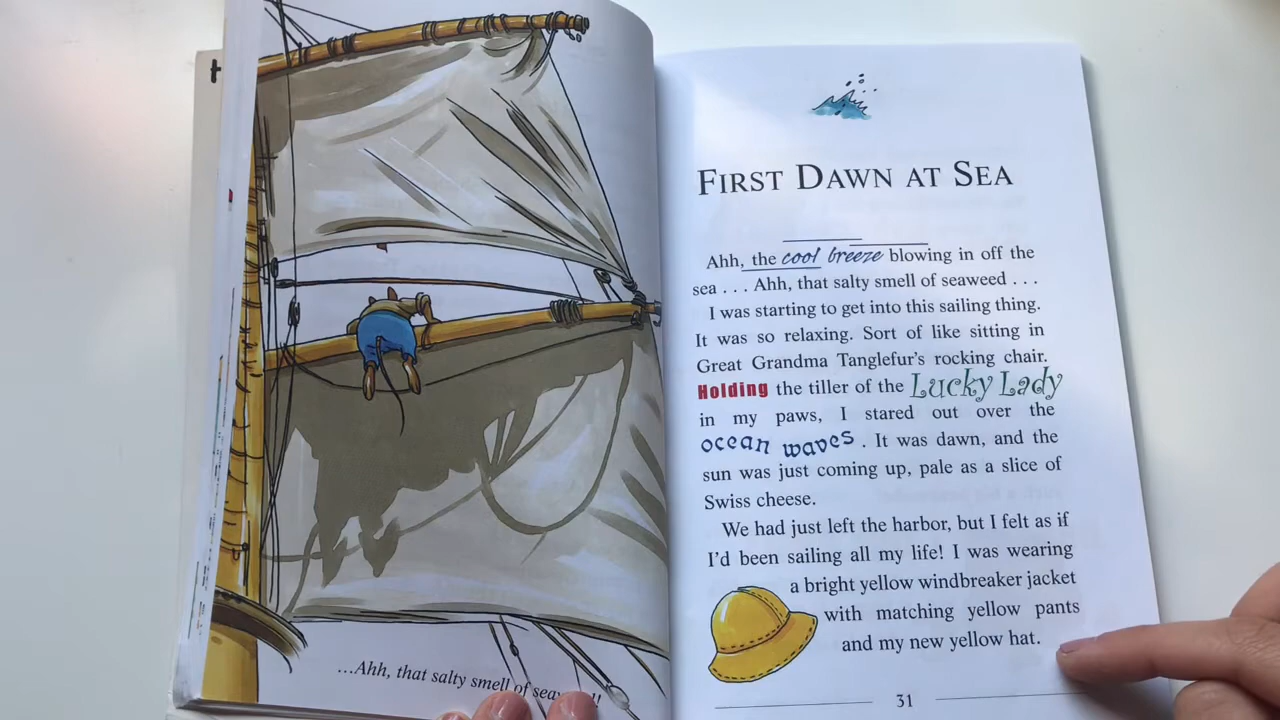 …Ahh, that salty smell of
FIRST DAWN AT SEA
Ahh, the cool breeze blowing in off the
sea . . . Ahh, that salty smell of seaweed . . .
I was starting to get into this sailing thing.
It was so relaxing. Sort of like sitting in
Great Grandma Tanglefur's rocking chair.
Holding the tiller of the Lucky Lady
in my paws, I stared out over the
ocean waves . It was dawn, and the
sun was just coming up, pale as a slice of
Swiss cheese.
We had just left the harbor, but I felt as if
I'd been sailing all my life! I was wearing
a bright yellow windbreaker jacket
with matching yellow pants
and my new yellow hat.
31